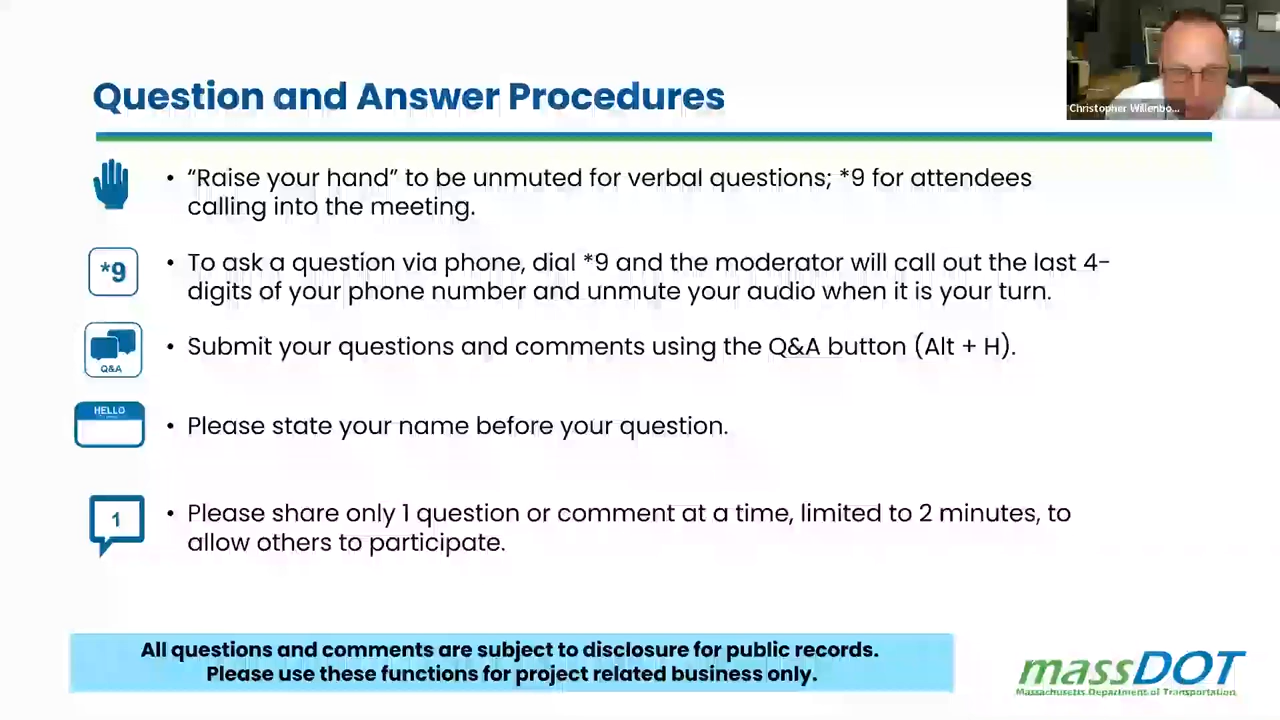 Christopher Willenbo...
Question and Answer Procedures
• “Raise your hand” to be unmuted for verbal questions; *9 for attendees
calling into the meeting.
*9
• To ask a question via phone, dial *9 and the moderator will call out the last 4-
digits of your phone number and unmute your audio when it is your turn.
Q&A
• Submit your questions and comments using the Q&A button (Alt + H).
HELLO
• Please state your name before your question.
1
• Please share only 1 question or comment at a time, limited to 2 minutes, to
allow others to participate.
All questions and comments are subject to disclosure for public records.
Please use these functions for project related business only.
massDOT
Massachusetts Department of Transportation